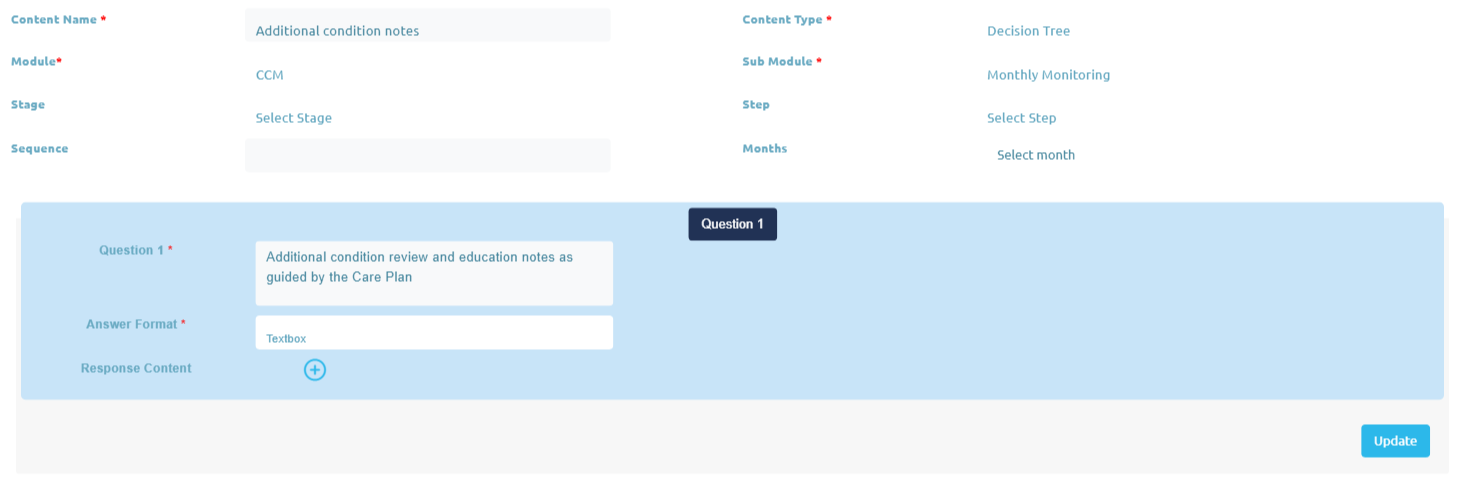 Content Name *
Additional condition notes
Content Type *
Decision Tree
Module*
CCM
Sub Module *
Monthly Monitoring
Stage
Select Stage
Step
Select Step
Sequence
Months
Select month
Question 1
Question 1 *
Additional condition review and education notes as
guided by the Care Plan
Answer Format *
Textbox
Response Content
Update